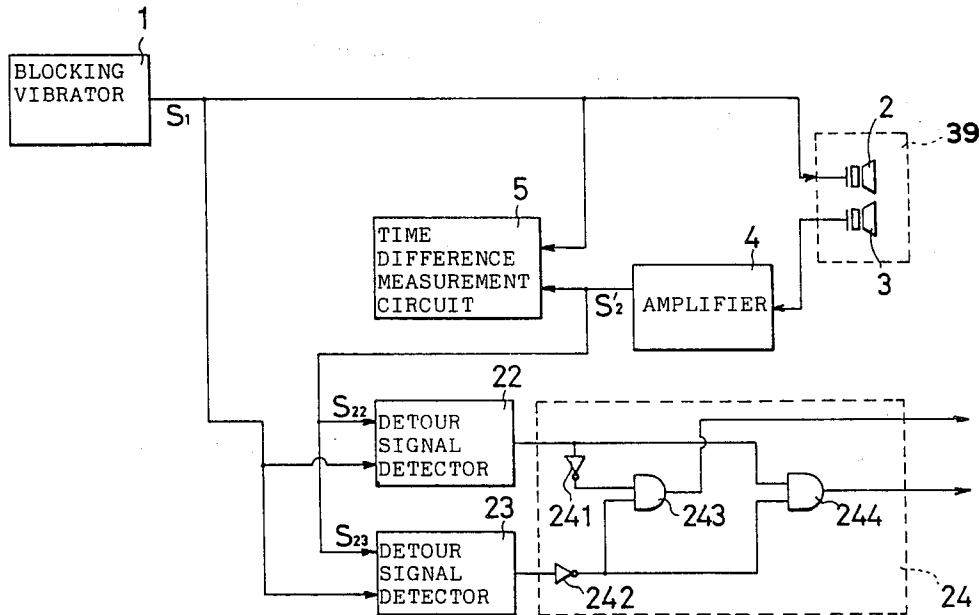 1
BLOCKING
VIBRATOR
S1
2
39
3
5
TIME
DIFFERENCE
MEASUREMENT
CIRCUIT
4
AMPLIFIER
S'2
22
S22
DETOUR
SIGNAL
DETECTOR
241
243
244
23
S23
DETOUR
SIGNAL
DETECTOR
242
24